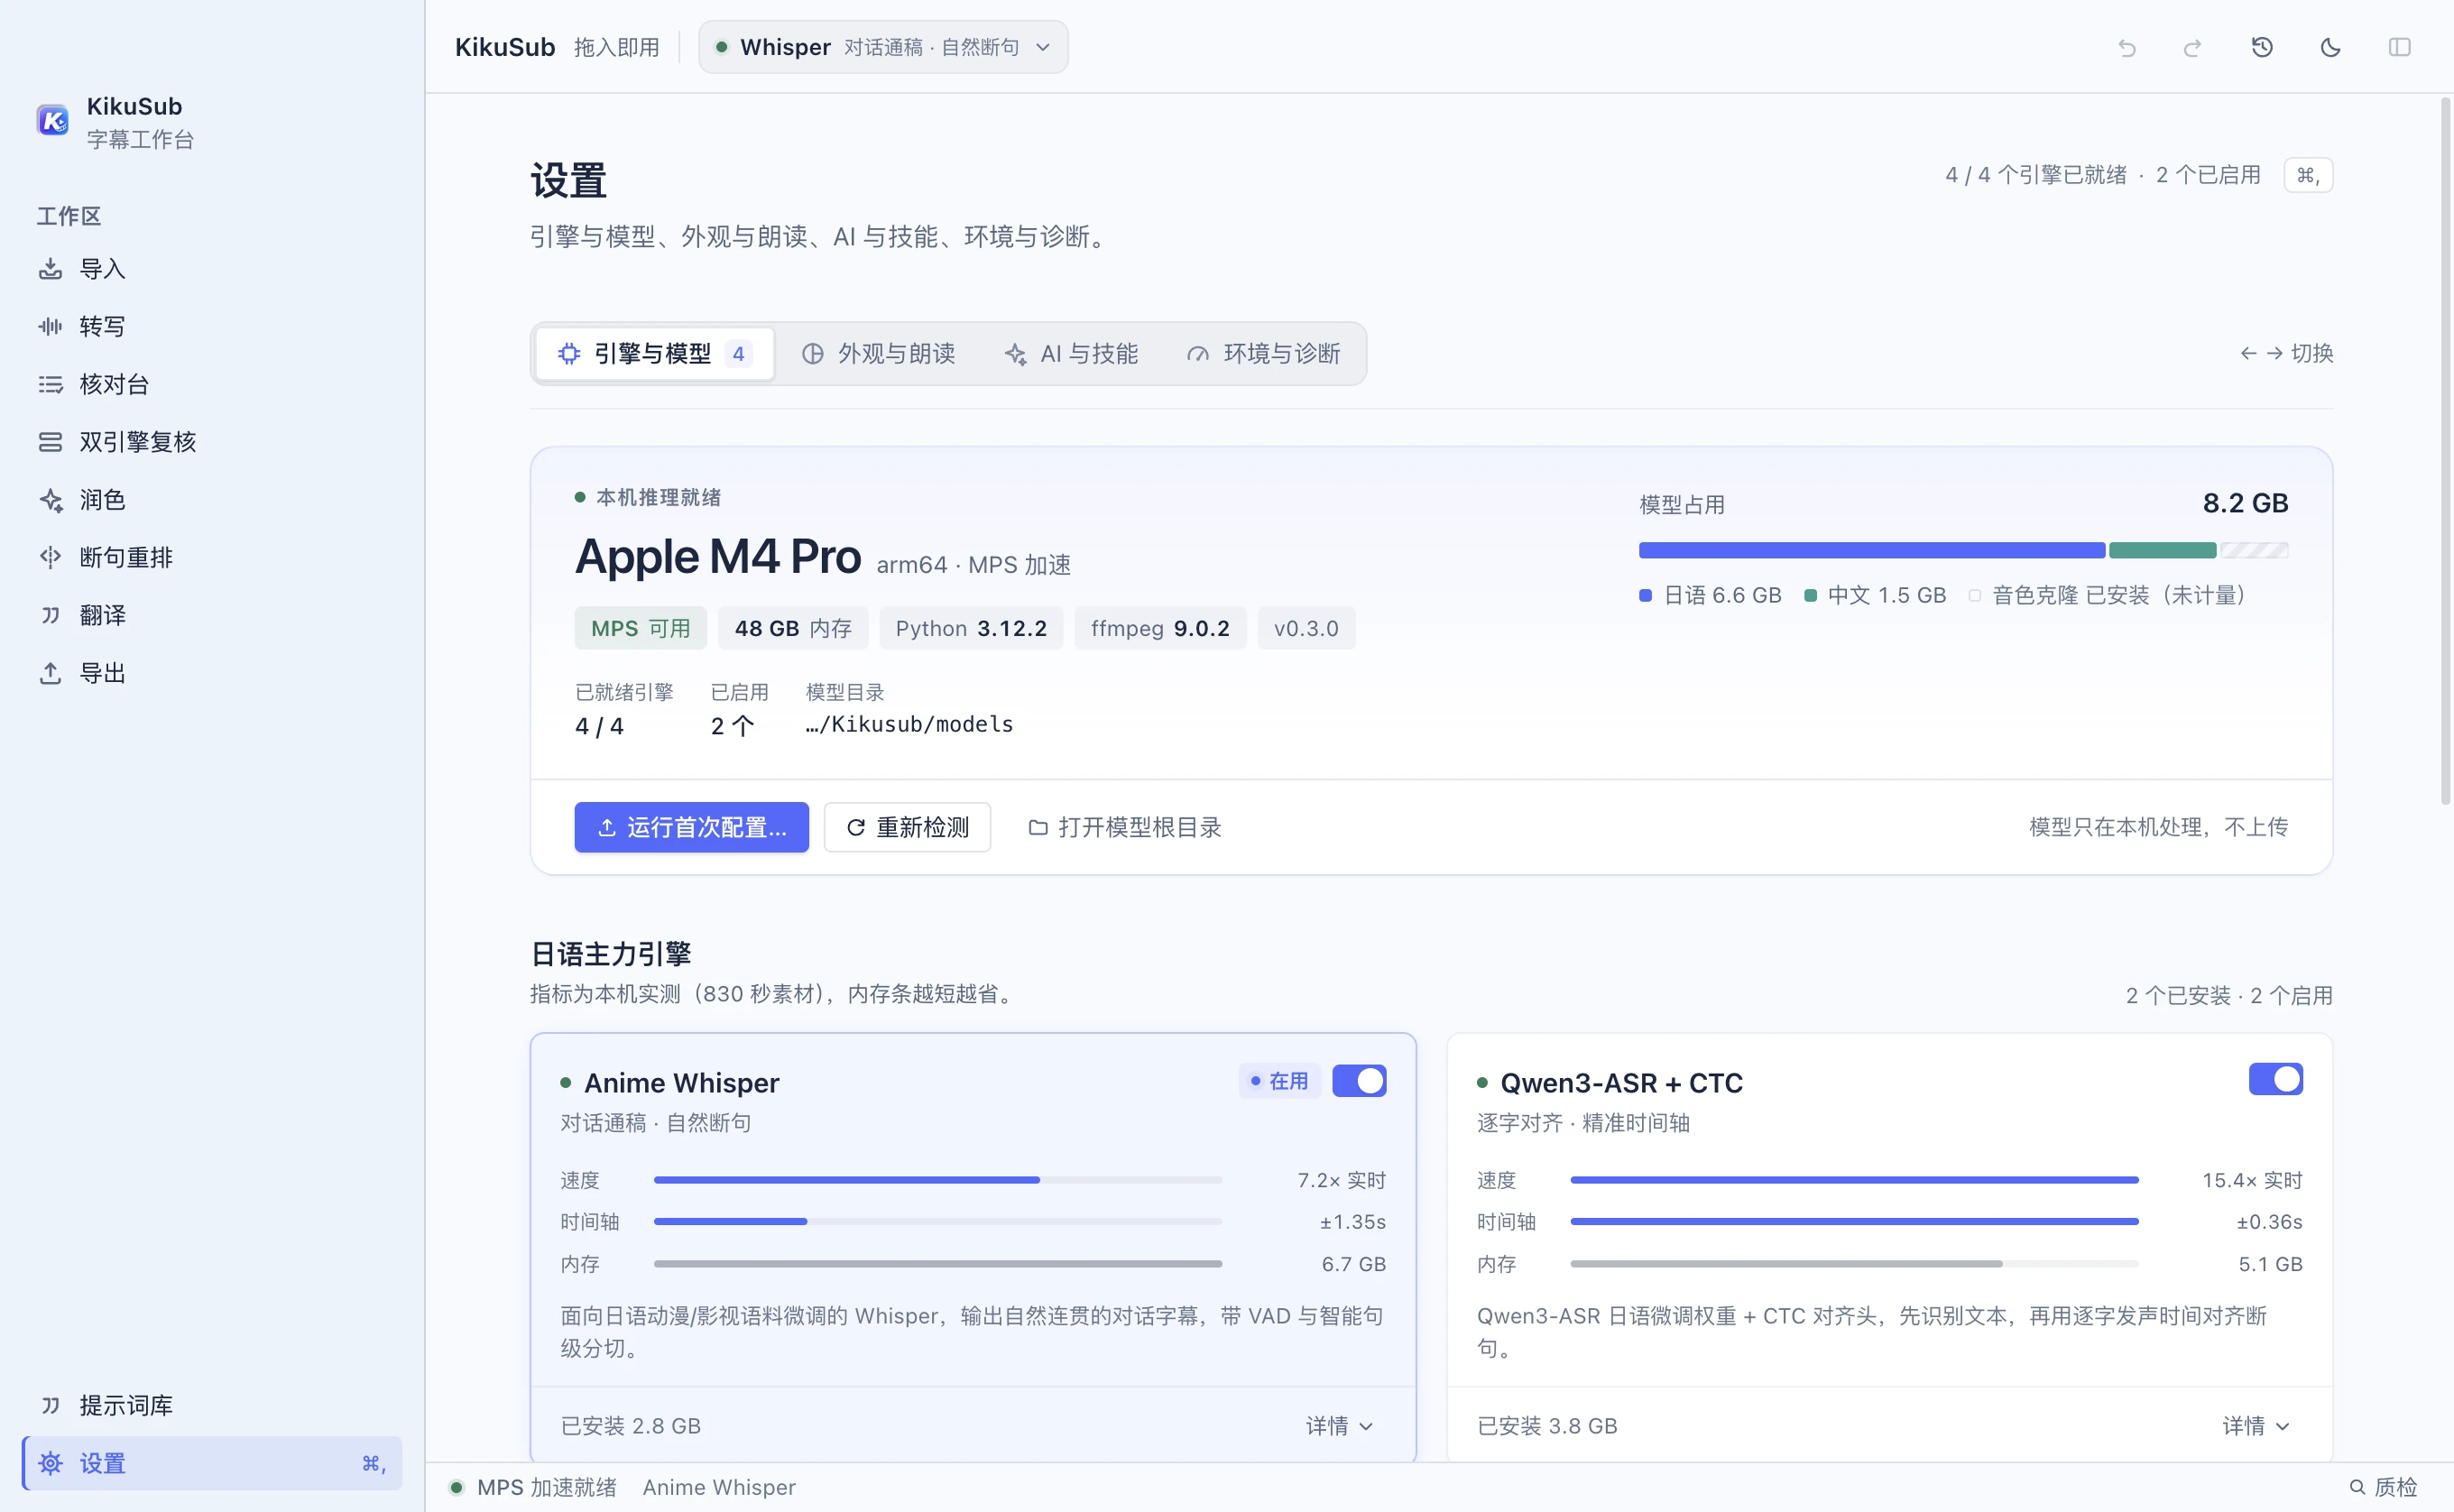 KikuSub
字幕工作台
工作区
导入
转写
核对台
双引擎复核
润色
断句重排
翻译
导出
提示词库
设置 ⌘,
KikuSub 拖入即用 Whisper 对话通稿 · 自然断句
设置
4 / 4 个引擎已就绪 · 2 个已启用 ⌘,
引擎与模型、外观与朗读、AI 与技能、环境与诊断。
引擎与模型 4 外观与朗读 AI 与技能 环境与诊断 ← → 切换
本机推理就绪
Apple M4 Pro arm64 · MPS 加速
MPS 可用 48 GB 内存 Python 3.12.2 ffmpeg 9.0.2 v0.3.0
已就绪引擎 已启用 模型目录
4 / 4 2 个 …/Kikusub/models
模型占用 8.2 GB
日语 6.6 GB 中文 1.5 GB 音色克隆 已安装（未计量）
运行首次配置... 重新检测 打开模型根目录 模型只在本机处理，不上传
日语主力引擎
指标为本机实测（830 秒素材），内存条越短越省。
2 个已安装 · 2 个启用
Anime Whisper 在用
对话通稿 · 自然断句
速度 7.2× 实时
时间轴 ±1.35s
内存 6.7 GB
面向日语动漫/影视语料微调的 Whisper，输出自然连贯的对话字幕，带 VAD 与智能句
级分切。
已安装 2.8 GB 详情
Qwen3-ASR + CTC
逐字对齐 · 精准时间轴
速度 15.4× 实时
时间轴 ±0.36s
内存 5.1 GB
Qwen3-ASR 日语微调权重 + CTC 对齐头，先识别文本，再用逐字发声时间对齐断
句。
已安装 3.8 GB 详情
MPS 加速就绪 Anime Whisper 质检